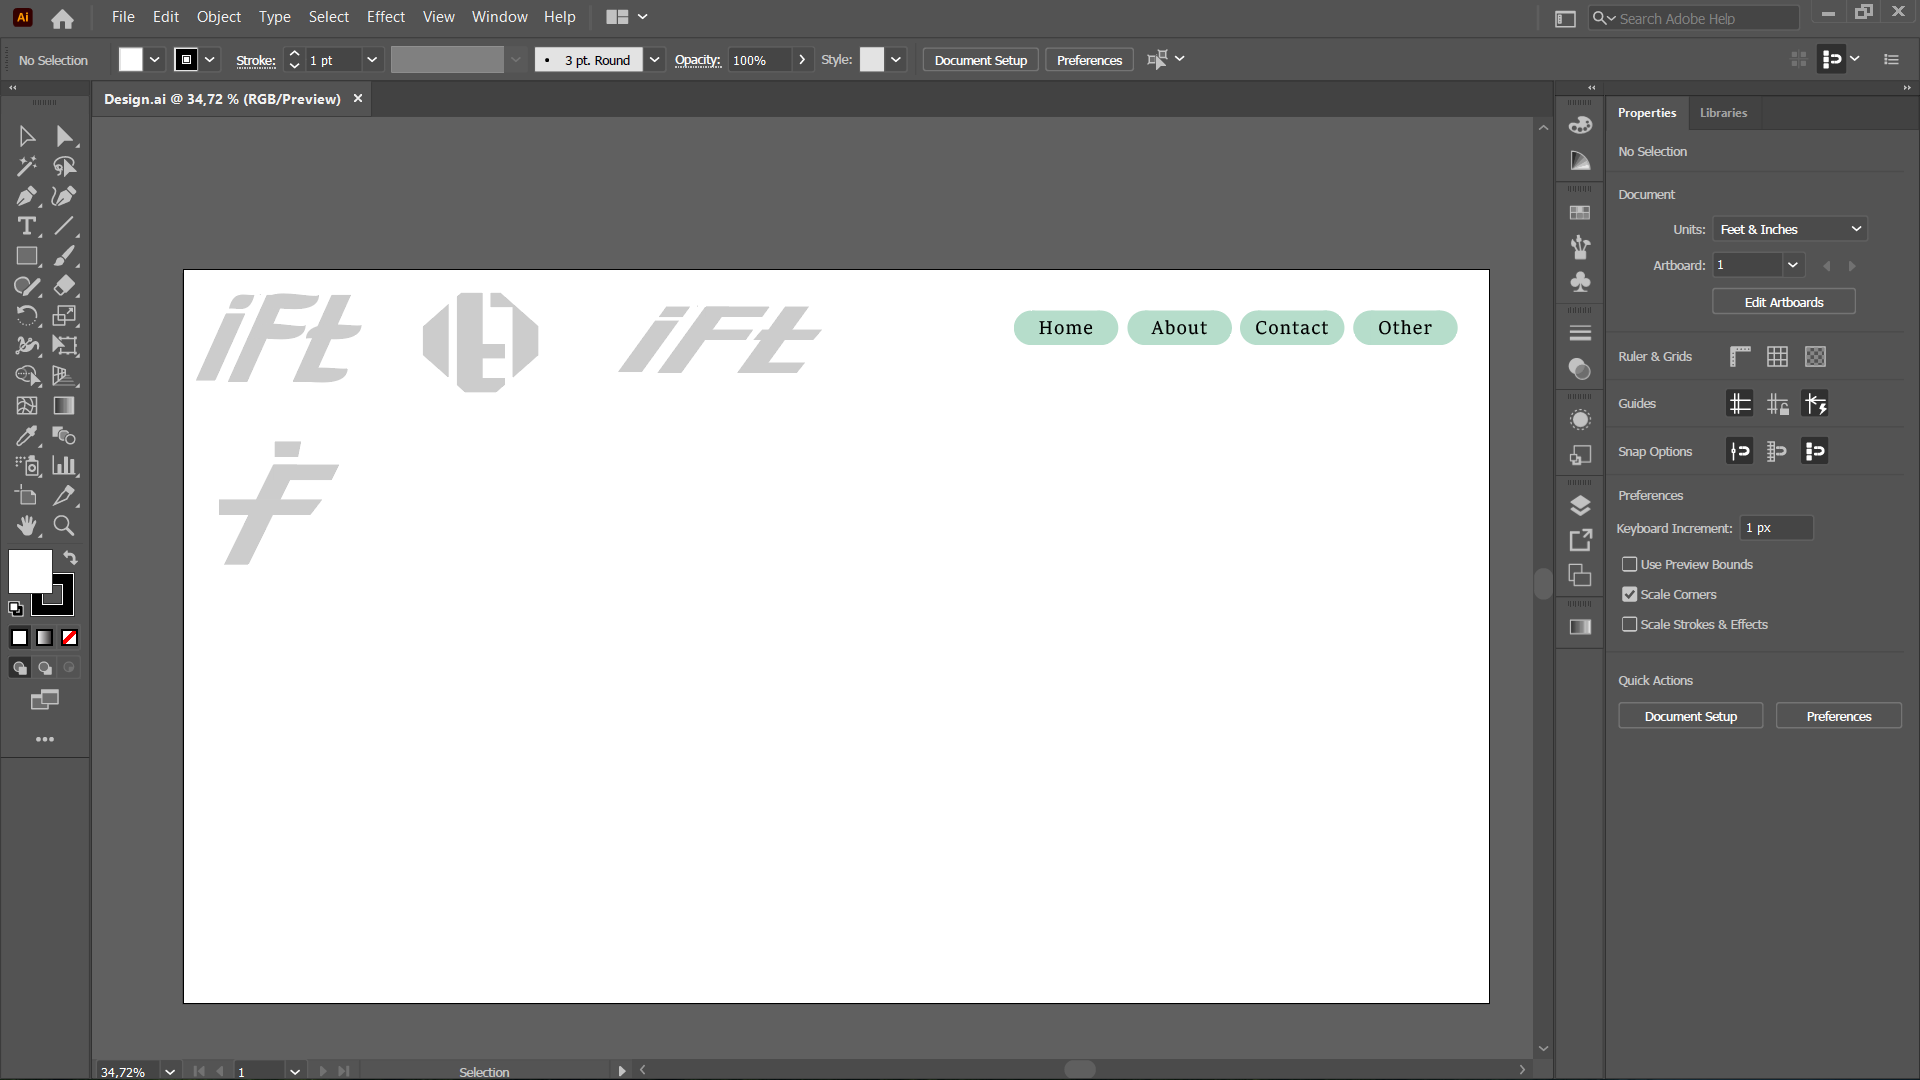 Ai File Edit Object Type Select Effect View Window Help Search Adobe Help
No Selection Stroke: 1 pt 3 pt. Round Opacity: 100% Style: Document Setup Preferences
Design.ai @ 34,72 % (RGB/Preview)
Properties Libraries
No Selection
Document
Units: Feet & Inches
Artboard: 1
Edit Artboards
Ruler & Grids
Guides
Snap Options
Preferences
Keyboard Increment: 1 px
Use Preview Bounds
Scale Corners
Scale Strokes & Effects
Quick Actions
Document Setup Preferences
iFt iFt
Home About Contact Other
34,72% 1 Selection